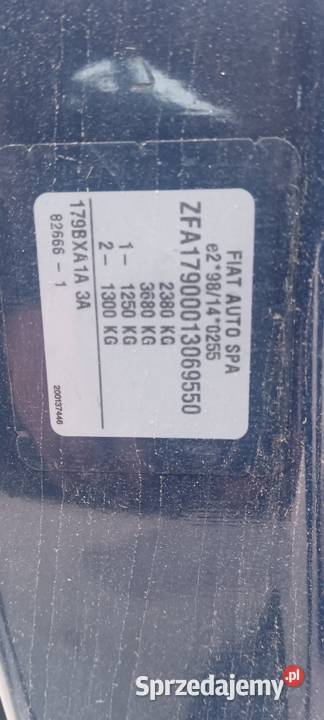 FIAT AUTO SPA
e2*98/14*0255
ZFA17900013069550
2380 KG
3680 KG
1- 1250 KG
2- 1300 KG
179BXA1A 3A
82666 - 1
200137446
Sprzedajemy.pl